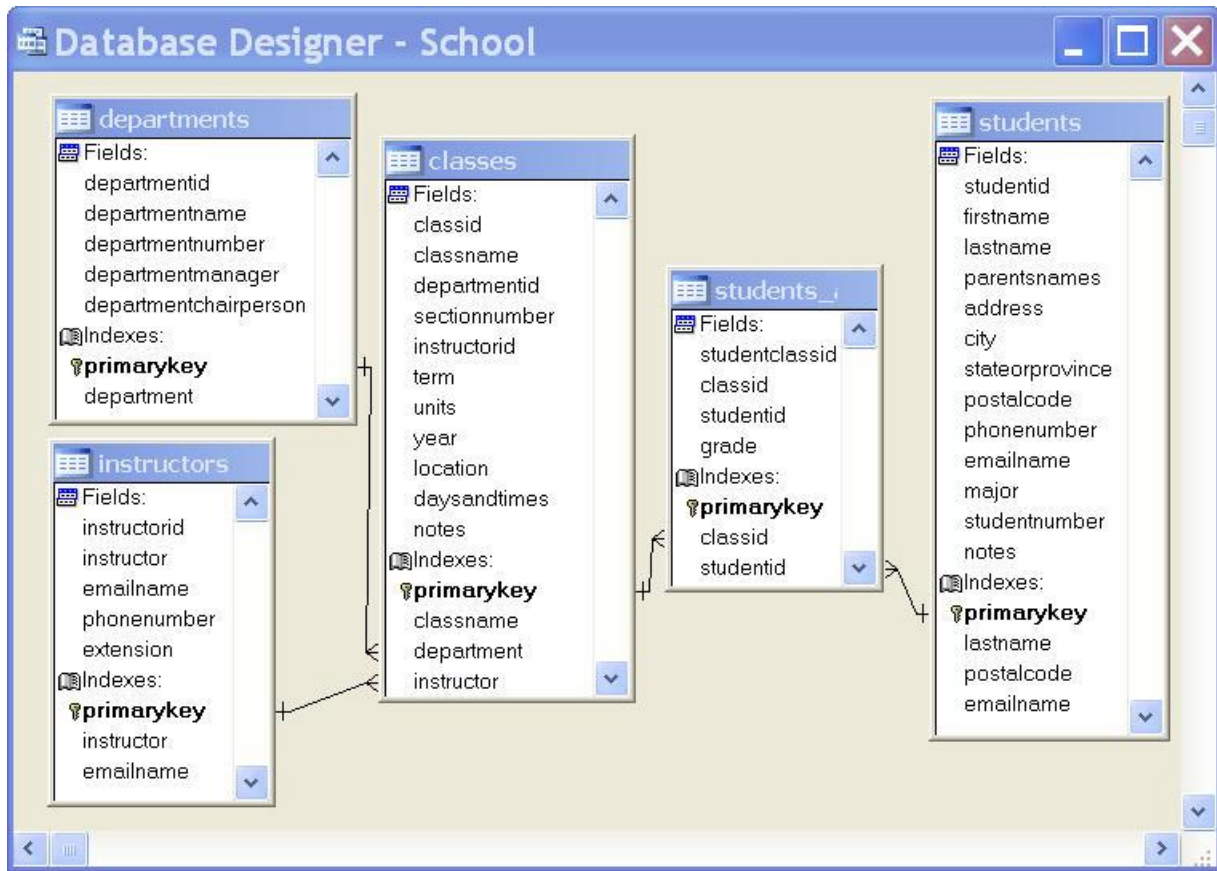 Database Designer - School
departments
Fields:
departmentid
departmentname
departmentnumber
departmentmanager
departmentchairperson
Indexes:
primarykey
department
instructors
Fields:
instructorid
instructor
emailname
phonenumber
extension
Indexes:
primarykey
instructor
emailname
classes
Fields:
classid
classname
departmentid
sectionnumber
instructorid
term
units
year
location
daysandtimes
notes
Indexes:
primarykey
classname
department
instructor
students_
Fields:
studentclassid
classid
studentid
grade
Indexes:
primarykey
classid
studentid
students
Fields:
studentid
firstname
lastname
parentsnames
address
city
stateorprovince
postalcode
phonenumber
emailname
major
studentnumber
notes
Indexes:
primarykey
lastname
postalcode
emailname